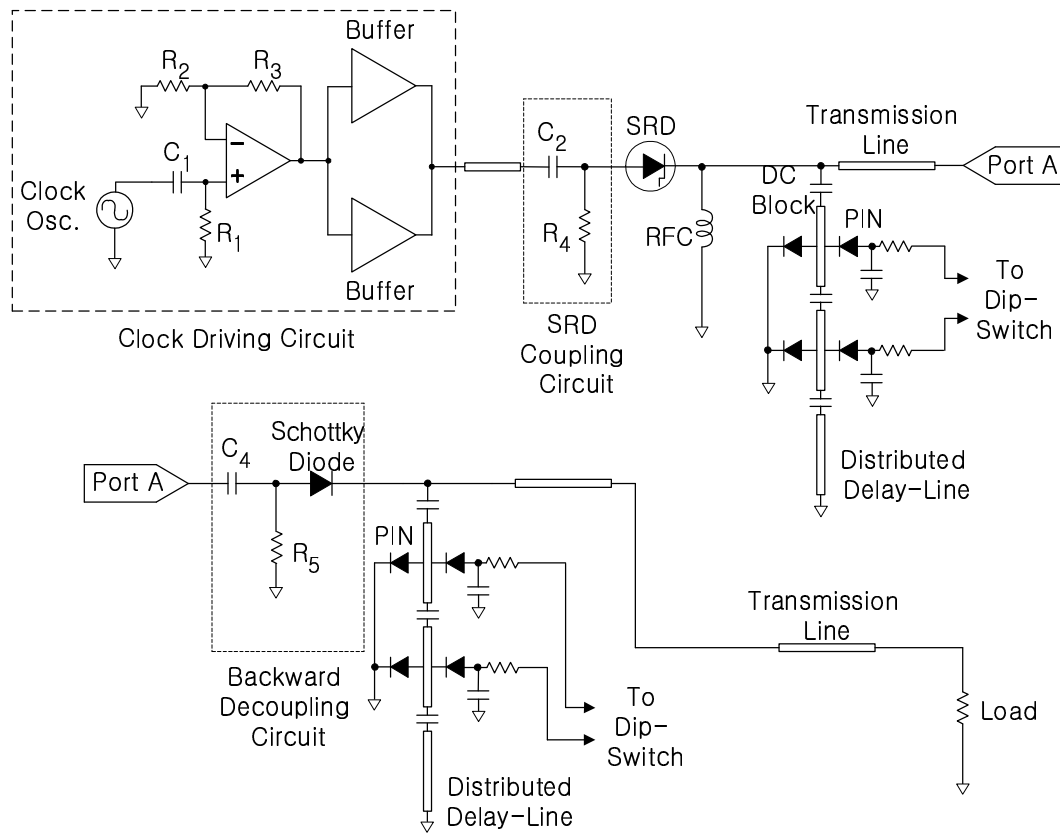 Buffer
R2
R3
C1
Clock
Osc.
R1
Buffer
Clock Driving Circuit
C2
R4
SRD
Coupling
Circuit
SRD
RFC
Transmission
Line
Port A
DC
Block
PIN
To
Dip-
Switch
Distributed
Delay-Line
Port A
C4
Schottky
Diode
R5
Backward
Decoupling
Circuit
PIN
To
Dip-
Switch
Distributed
Delay-Line
Transmission
Line
Load